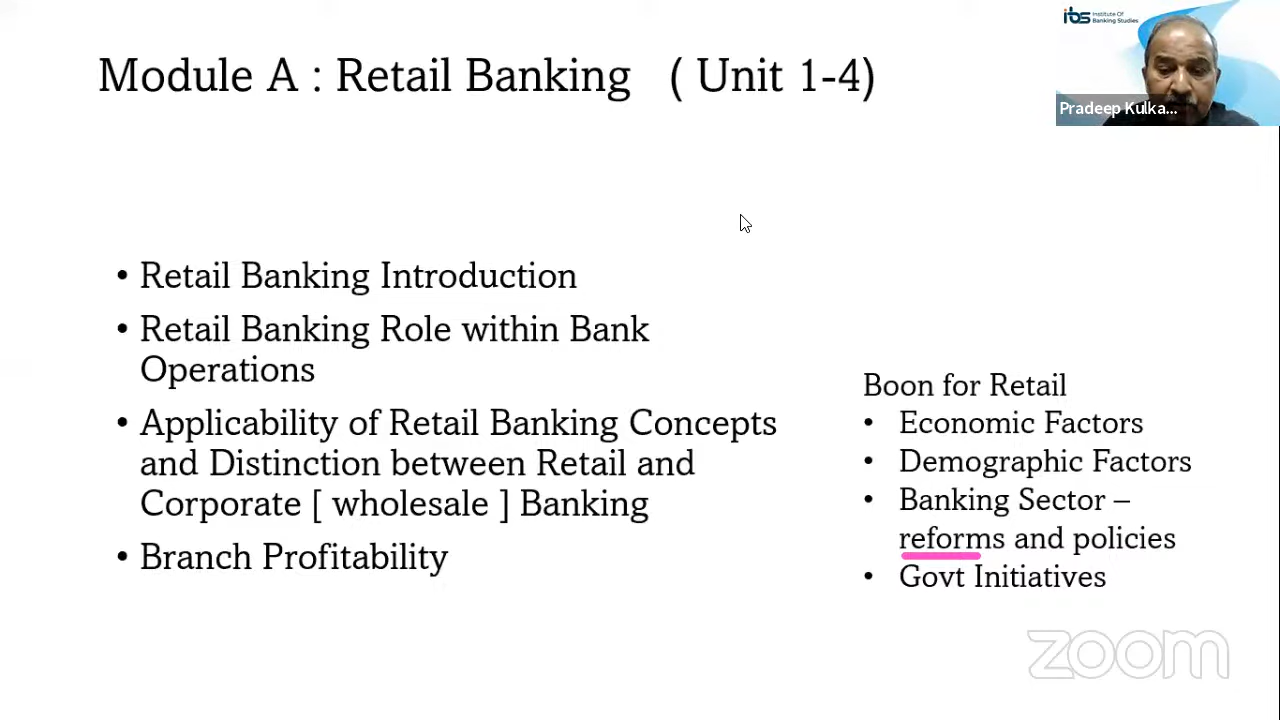 ibs Institute Of
Banking Studies
Module A : Retail Banking ( Unit 1-4)
Pradeep Kulka...
• Retail Banking Introduction
• Retail Banking Role within Bank
Operations
• Applicability of Retail Banking Concepts
and Distinction between Retail and
Corporate [ wholesale ] Banking
• Branch Profitability
Boon for Retail
• Economic Factors
• Demographic Factors
• Banking Sector –
reforms and policies
• Govt Initiatives
zoom